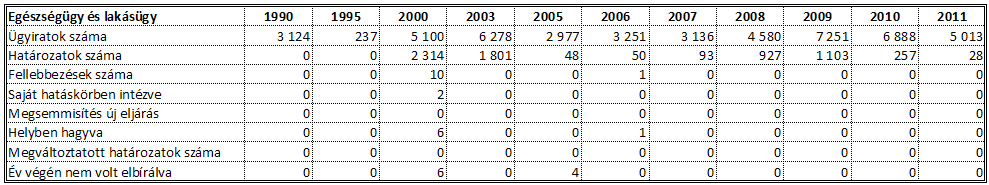 Egészségügy és lakásügy 1990 1995 2000 2003 2005 2006 2007 2008 2009 2010 2011
Ügyiratok száma 3 124 237 5 100 6 278 2 977 3 251 3 136 4 580 7 251 6 888 5 013
Határozatok száma 0 0 2 314 1 801 48 50 93 927 1 103 257 28
Fellebbezések száma 0 0 10 0 0 1 0 0 0 0 0
Saját hatáskörben intézve 0 0 2 0 0 0 0 0 0 0 0
Megsemmisítés új eljárás 0 0 0 0 0 0 0 0 0 0 0
Helyben hagyva 0 0 6 0 0 1 0 0 0 0 0
Megváltoztatott határozatok száma 0 0 0 0 0 0 0 0 0 0 0
Év végén nem volt elbírálva 0 0 6 0 4 0 0 0 0 0 0